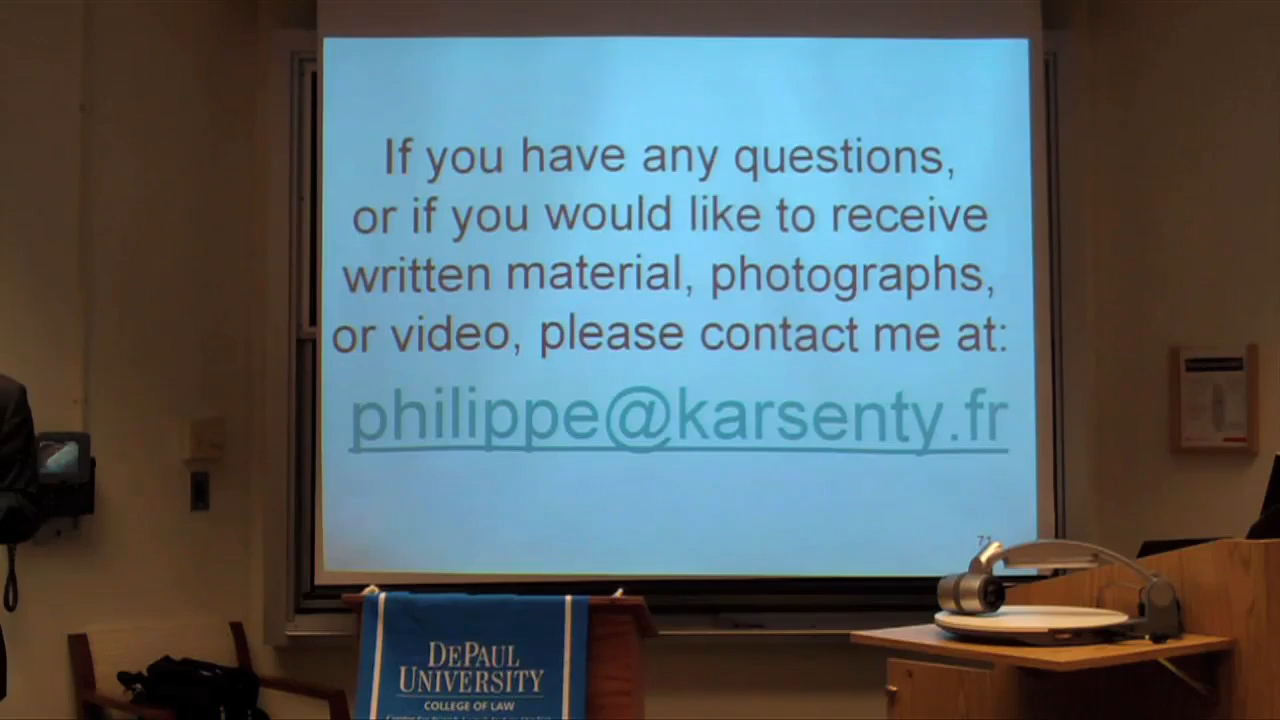 If you have any questions,
or if you would like to receive
written material, photographs,
or video, please contact me at:
philippe@karsenty.fr
DEPAUL
UNIVERSITY
COLLEGE OF LAW